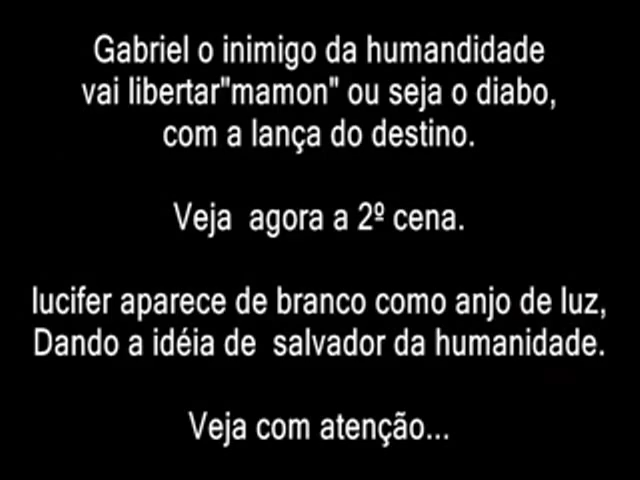 Gabriel o inimigo da humandidade
vai libertar"mamon" ou seja o diabo,
com a lança do destino.
Veja  agora a 2º cena.
lucifer aparece de branco como anjo de luz,
Dando a idéia de  salvador da humanidade.
Veja com atenção...